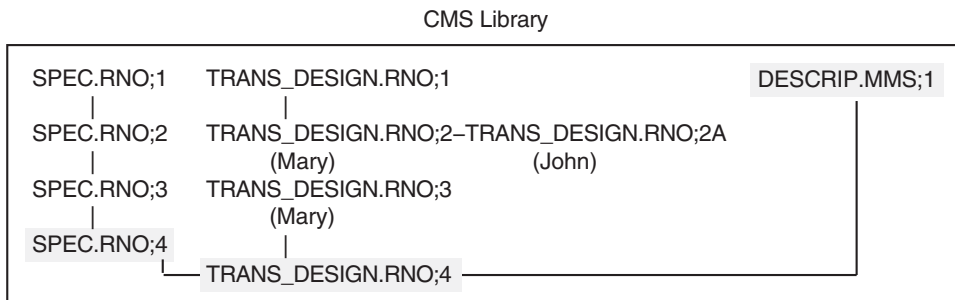 CMS Library
SPEC.RNO;1 TRANS_DESIGN.RNO;1 DESCRIP.MMS;1
SPEC.RNO;2 TRANS_DESIGN.RNO;2–TRANS_DESIGN.RNO;2A
(Mary) (John)
SPEC.RNO;3 TRANS_DESIGN.RNO;3
(Mary)
SPEC.RNO;4
TRANS_DESIGN.RNO;4